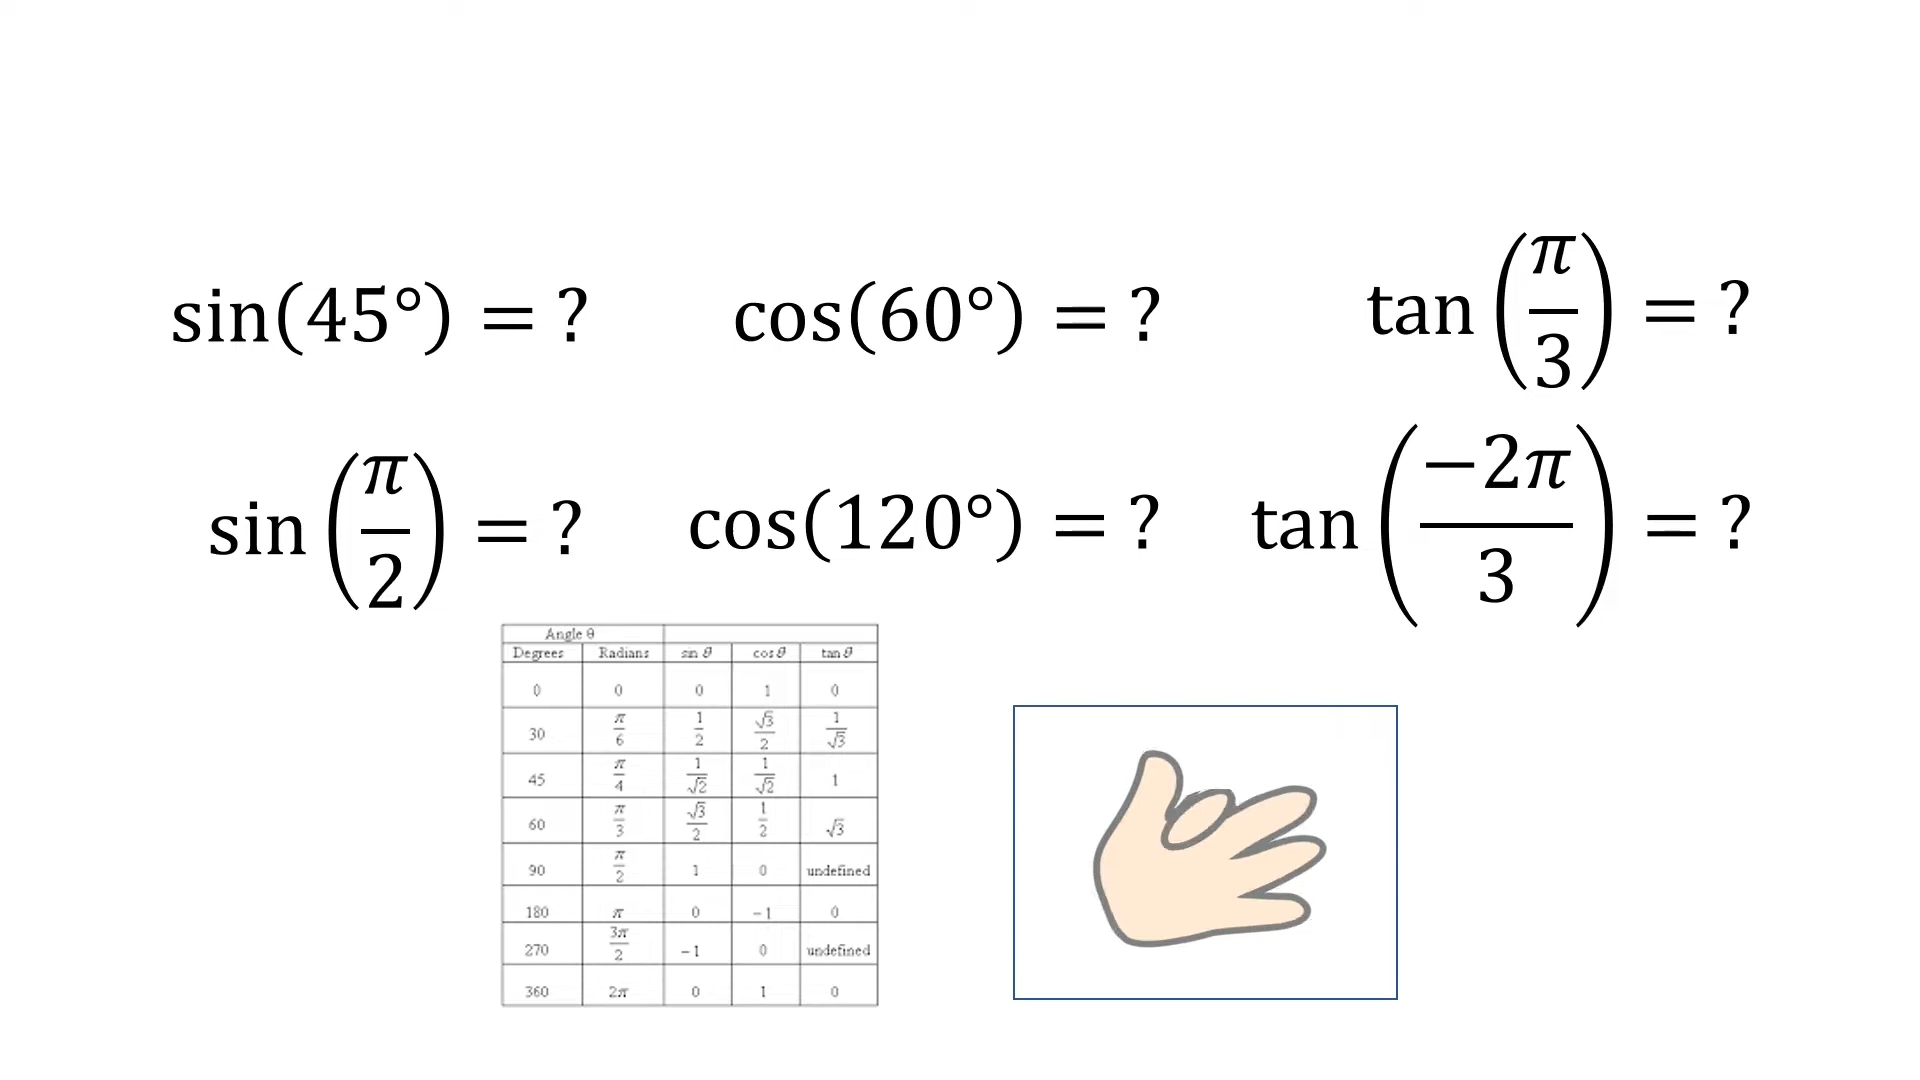 sin(45°) = ? cos(60°) = ? tan(π/3) = ?
sin(π/2) = ? cos(120°) = ? tan(−2π/3) = ?
Angle θ
Degrees Radians sin θ cos θ tan θ
0 0 0 1 0
30 π/6 1/2 √3/2 1/√3
45 π/4 1/√2 1/√2 1
60 π/3 √3/2 1/2 √3
90 π/2 1 0 undefined
180 π 0 −1 0
270 3π/2 −1 0 undefined
360 2π 0 1 0